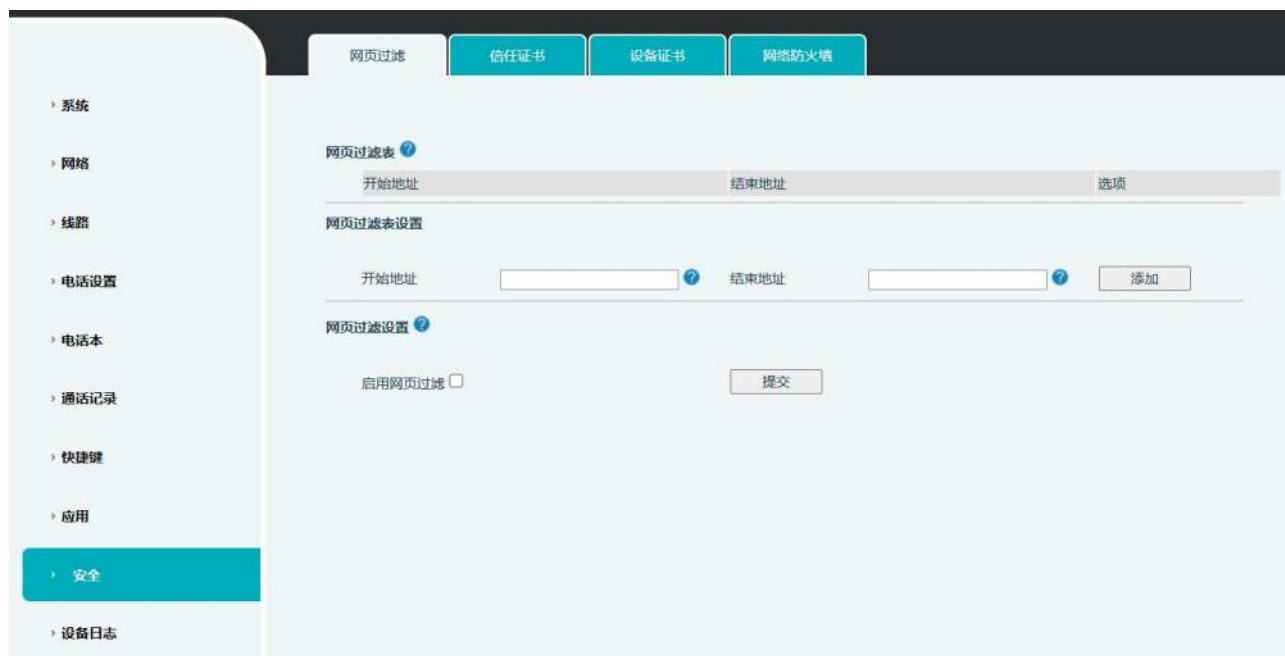 网页过滤 信任证书 设备证书 网络防火墙
系统
网络
线路
电话设置
电话本
通话记录
快捷键
应用
安全
设备日志
网页过滤表 ?
开始地址 结束地址 选项
网页过滤表设置
开始地址 ? 结束地址 ? 添加
网页过滤设置 ?
启用网页过滤 提交